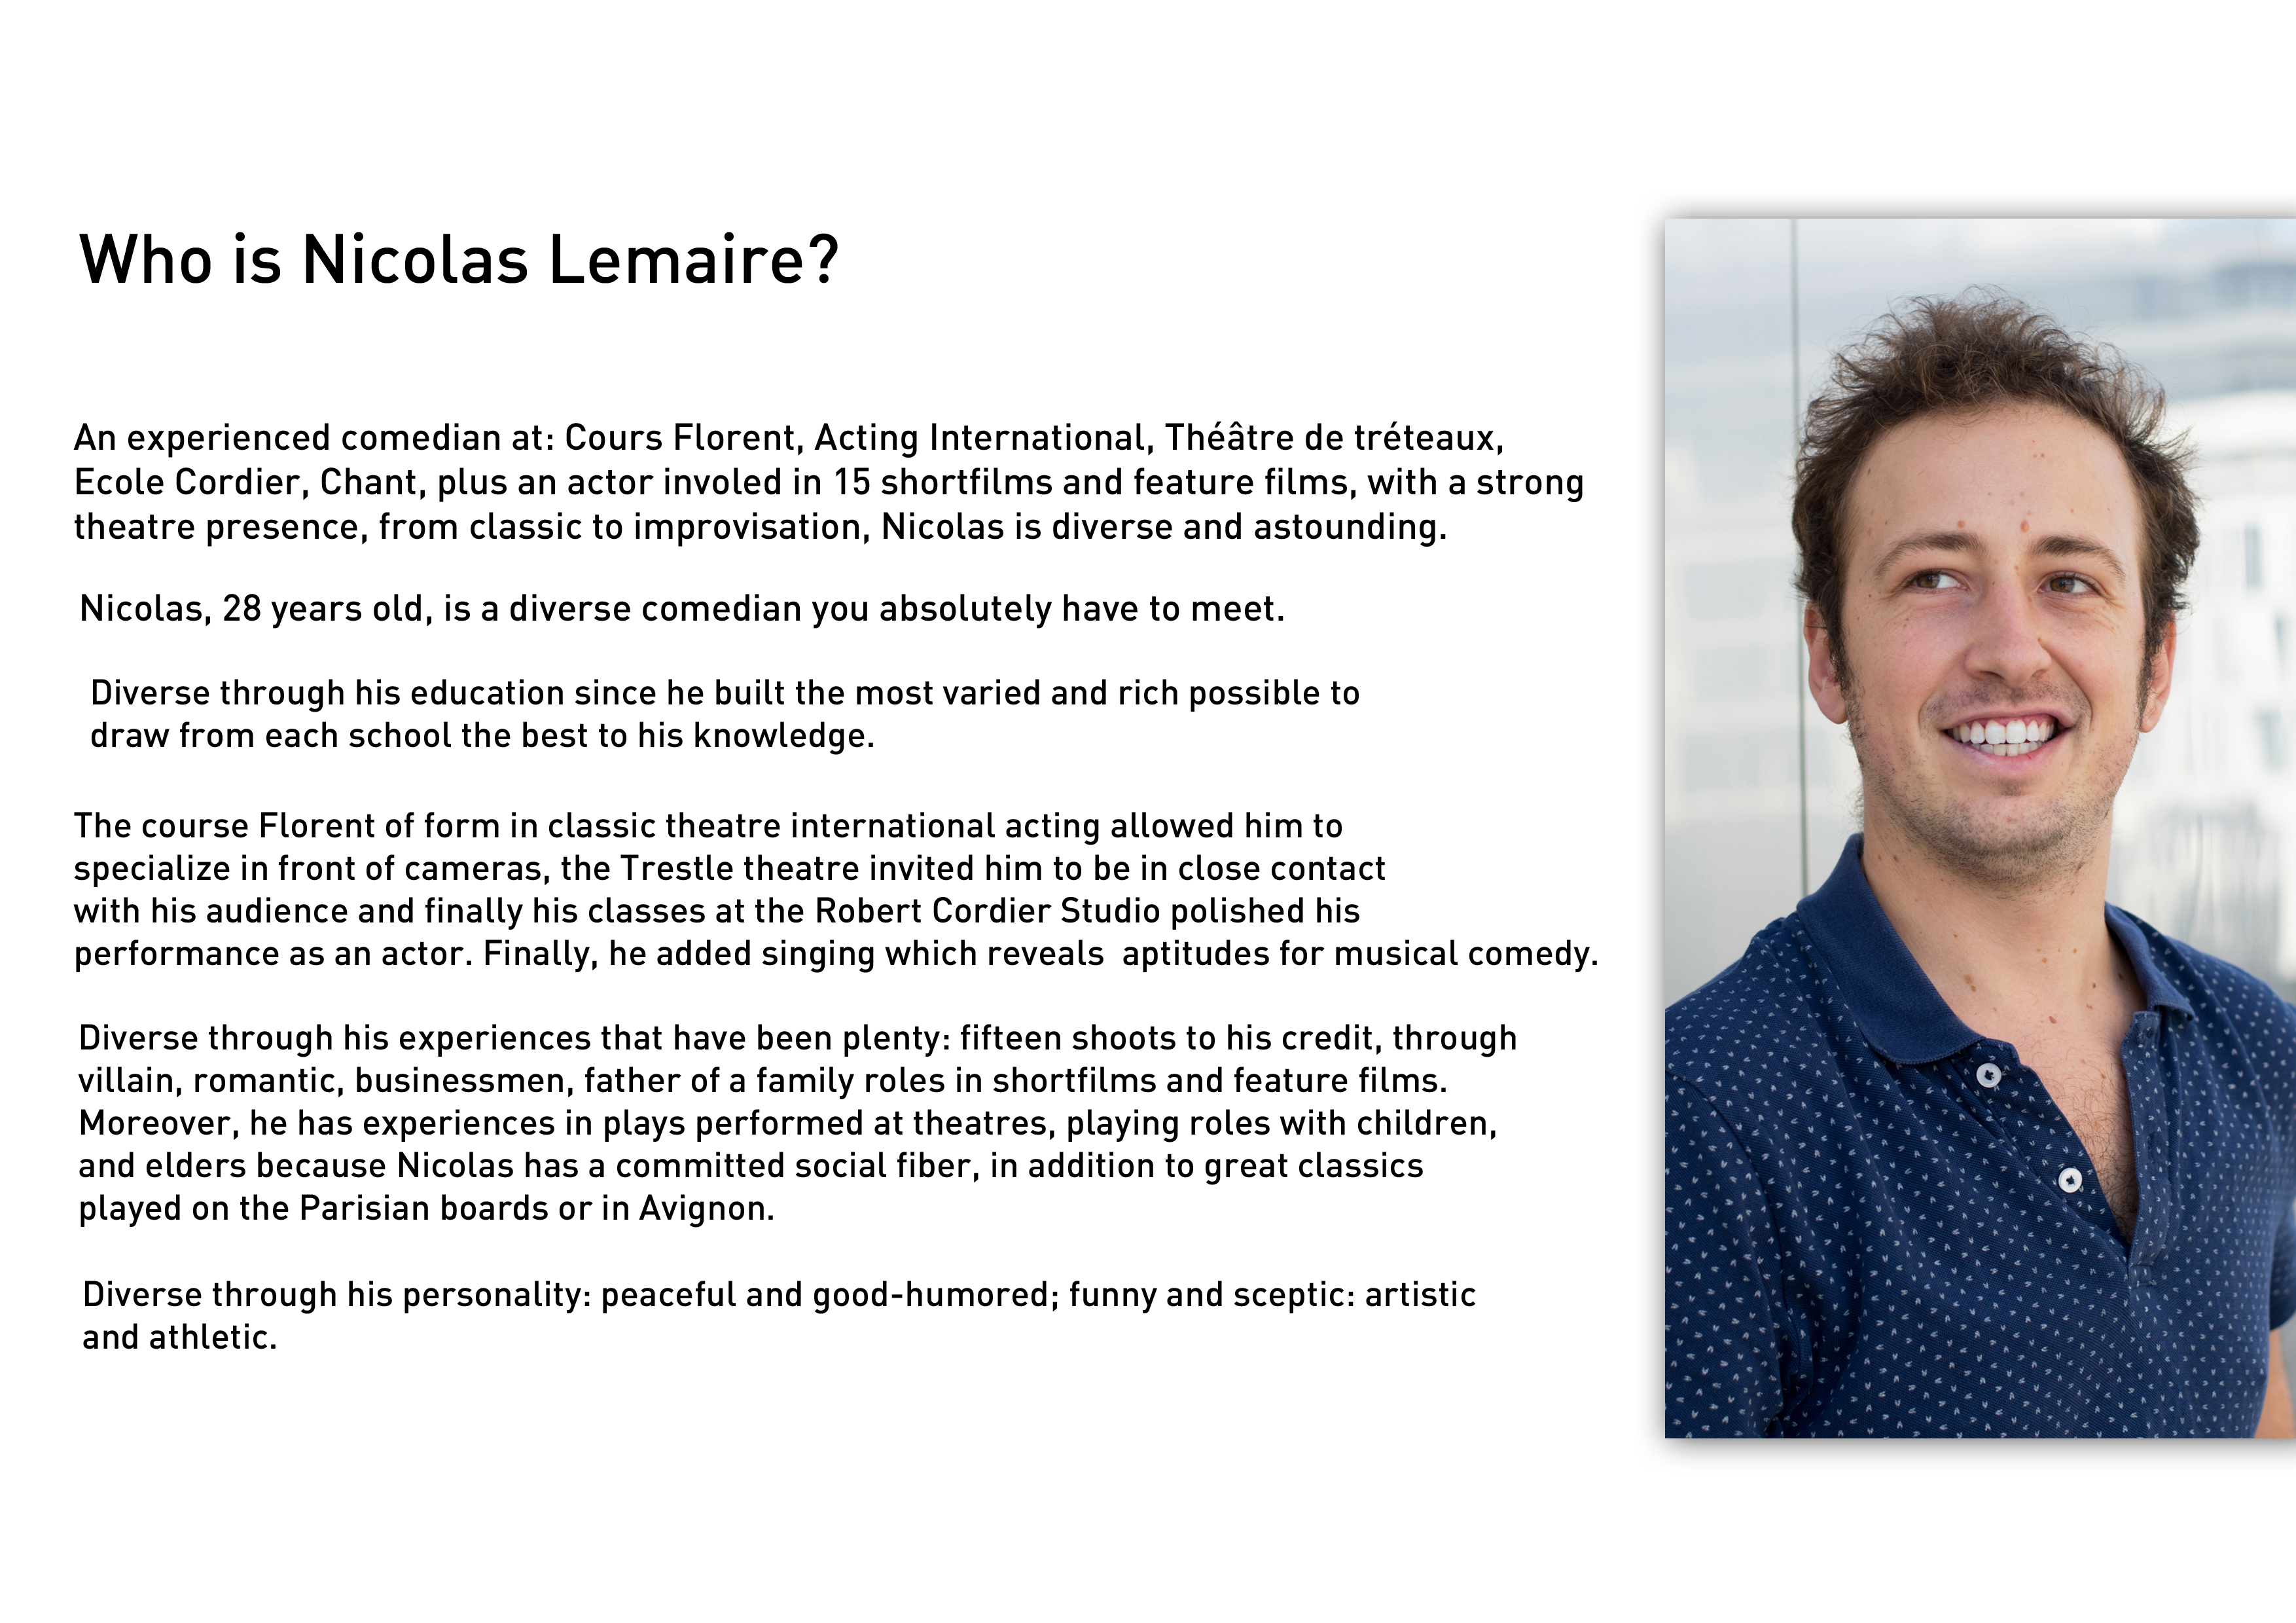 Who is Nicolas Lemaire?
An experienced comedian at: Cours Florent, Acting International, Théâtre de tréteaux,
Ecole Cordier, Chant, plus an actor involed in 15 shortfilms and feature films, with a strong
theatre presence, from classic to improvisation, Nicolas is diverse and astounding.
Nicolas, 28 years old, is a diverse comedian you absolutely have to meet.
Diverse through his education since he built the most varied and rich possible to
draw from each school the best to his knowledge.
The course Florent of form in classic theatre international acting allowed him to
specialize in front of cameras, the Trestle theatre invited him to be in close contact
with his audience and finally his classes at the Robert Cordier Studio polished his
performance as an actor. Finally, he added singing which reveals  aptitudes for musical comedy.
Diverse through his experiences that have been plenty: fifteen shoots to his credit, through
villain, romantic, businessmen, father of a family roles in shortfilms and feature films.
Moreover, he has experiences in plays performed at theatres, playing roles with children,
and elders because Nicolas has a committed social fiber, in addition to great classics
played on the Parisian boards or in Avignon.
Diverse through his personality: peaceful and good-humored; funny and sceptic: artistic
and athletic.